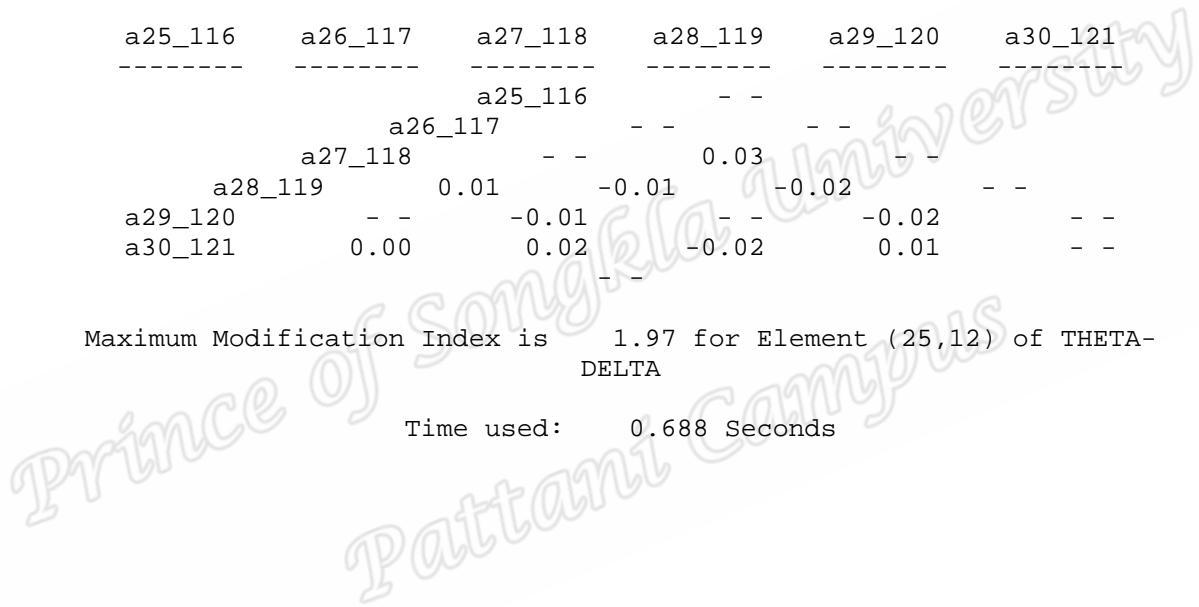 a25_116 a26_117 a27_118 a28_119 a29_120 a30_121
-------- -------- -------- -------- -------- --------
a25_116 - -
a26_117 - - - -
a27_118 - - 0.03 - -
a28_119 0.01 -0.01 -0.02 - -
a29_120 - - -0.01 - - -0.02 - -
a30_121 0.00 0.02 -0.02 0.01 - -
- -
Maximum Modification Index is 1.97 for Element (25,12) of THETA-
DELTA
Time used: 0.688 Seconds
Prince of Songkla University
Pattani Campus